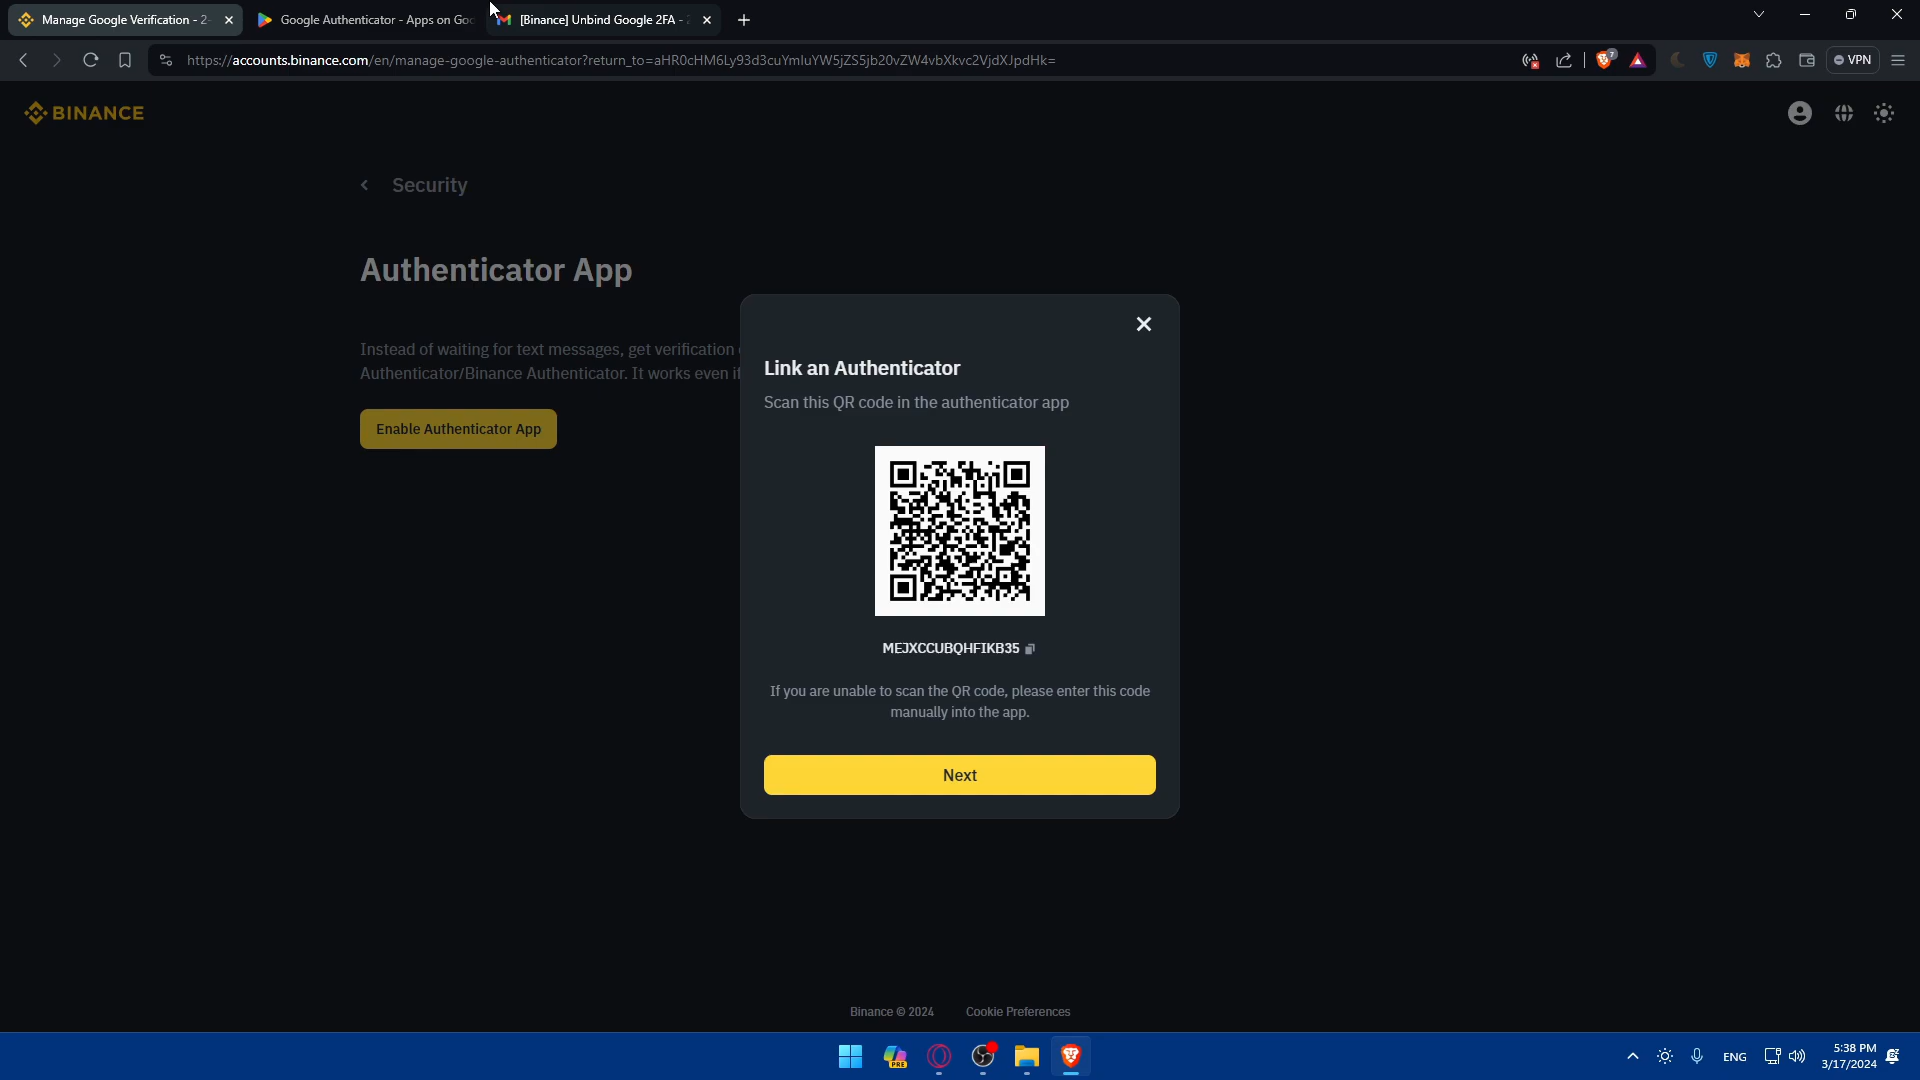 Manage Google Verification - 2-
Google Authenticator - Apps on Goo
[Binance] Unbind Google 2FA - 2
https://accounts.binance.com/en/manage-google-authenticator?return_to=aHR0cHM6Ly93d3cuYmluYW5jZS5jb20vZW4vbXkvc2VjdXJpdHk=
7
VPN
BINANCE
Security
Authenticator App
Instead of waiting for text messages, get verification
Authenticator/Binance Authenticator. It works even if
Enable Authenticator App
Link an Authenticator
Scan this QR code in the authenticator app
MEJXCCUBQHFIKB35
If you are unable to scan the QR code, please enter this code
manually into the app.
Next
Binance © 2024
Cookie Preferences
PRE
ENG
5:38 PM
3/17/2024